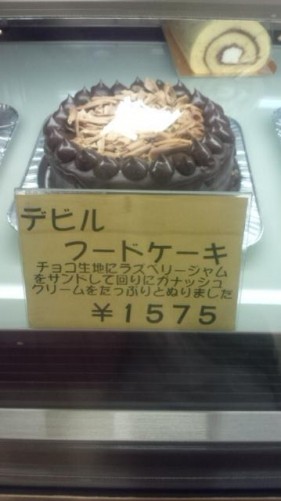 デビル
フードケーキ
チョコ生地にラズベリージャム
をサンドして回りにガナッシュ
クリームをたっぷりとぬりました
¥1575